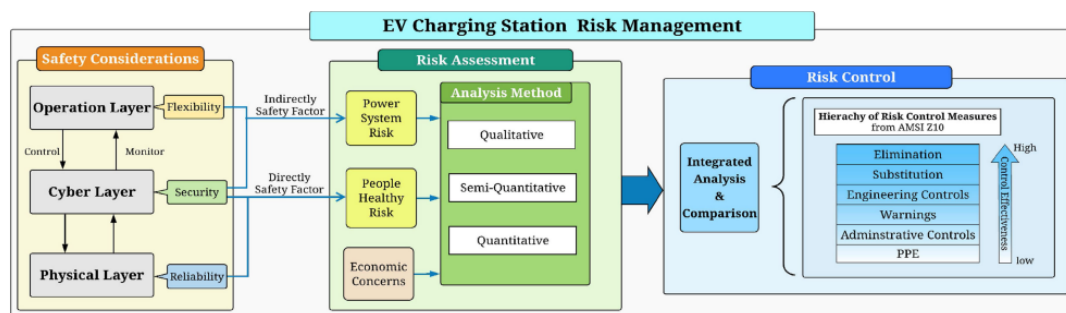 EV Charging Station Risk Management
Safety Considerations
Operation Layer
Flexibility
Control
Monitor
Cyber Layer
Security
Physical Layer
Reliability
Indirectly
Safety Factor
Directly
Safety Factor
Risk Assessment
Power
System
Risk
People
Healthy
Risk
Economic
Concerns
Analysis Method
Qualitative
Semi-Quantitative
Quantitative
Risk Control
Integrated
Analysis
&
Comparison
Hierachy of Risk Control Measures
from AMSI Z10
Elimination
Substitution
Engineering Controls
Warnings
Adminstrative Controls
PPE
High
Control Effectiveness
low